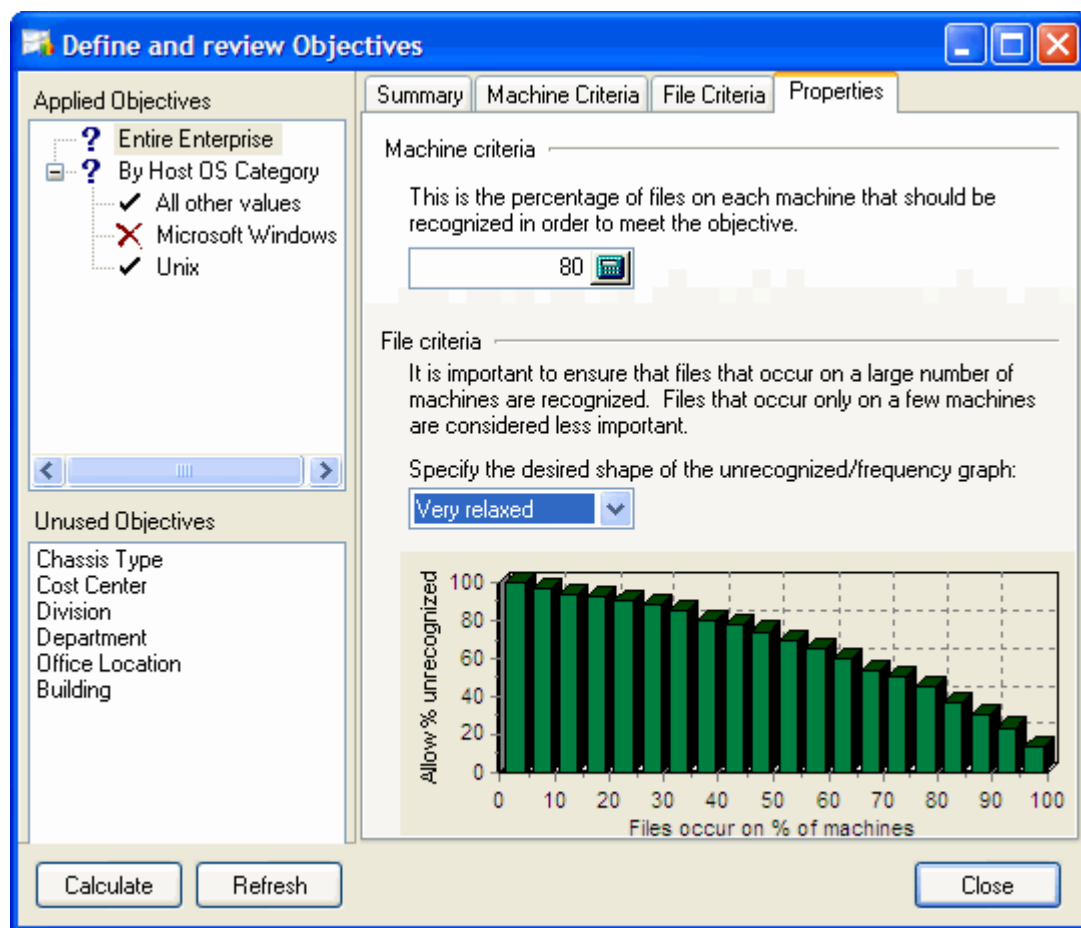 Define and review Objectives
Applied Objectives
? Entire Enterprise
? By Host OS Category
All other values
Microsoft Windows
Unix
Unused Objectives
Chassis Type
Cost Center
Division
Department
Office Location
Building
Summary
Machine Criteria
File Criteria
Properties
Machine criteria
This is the percentage of files on each machine that should be
recognized in order to meet the objective.
80
File criteria
It is important to ensure that files that occur on a large number of
machines are recognized. Files that occur only on a few machines
are considered less important.
Specify the desired shape of the unrecognized/frequency graph:
Very relaxed
Allow % unrecognized
100
80
60
40
20
0
0 10 20 30 40 50 60 70 80 90 100
Files occur on % of machines
Calculate
Refresh
Close